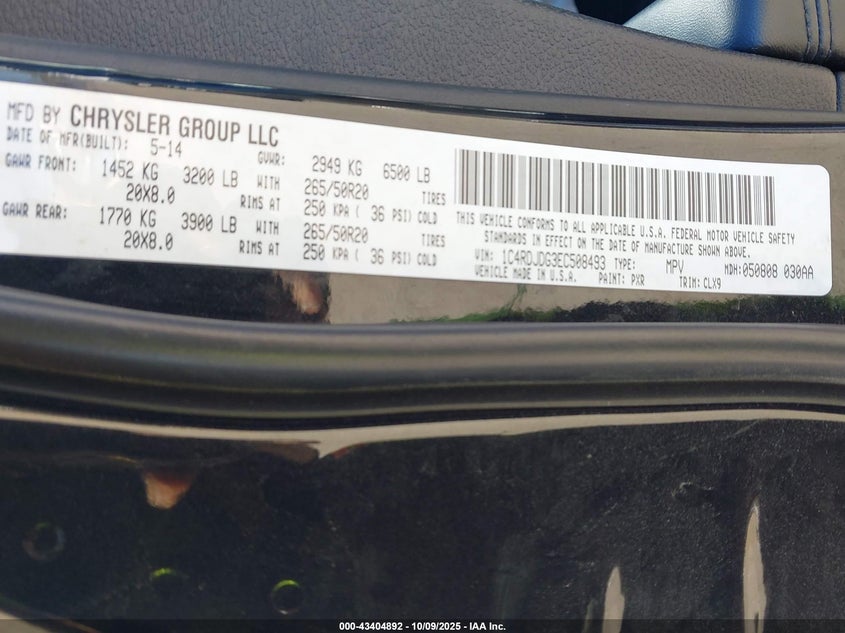 MFD BY CHRYSLER GROUP LLC
DATE OF MFR(BUILT): 5-14 GVWR: 2949 KG 6500 LB
GAWR FRONT: 1452 KG 3200 LB WITH 265/50R20 TIRES
20X8.0 RIMS AT 250 KPA ( 36 PSI) COLD
GAWR REAR: 1770 KG 3900 LB WITH 265/50R20 TIRES
20X8.0 RIMS AT 250 KPA ( 36 PSI) COLD
THIS VEHICLE CONFORMS TO ALL APPLICABLE U.S.A. FEDERAL MOTOR VEHICLE SAFETY
STANDARDS IN EFFECT ON THE DATE OF MANUFACTURE SHOWN ABOVE.
VIN: 1C4RDJDG3EC508493 TYPE: MPV MDH:050808 030AA
VEHICLE MADE IN U.S.A. PAINT: PXR TRIM: CLX9
000-43404892 - 10/09/2025 - IAA Inc.